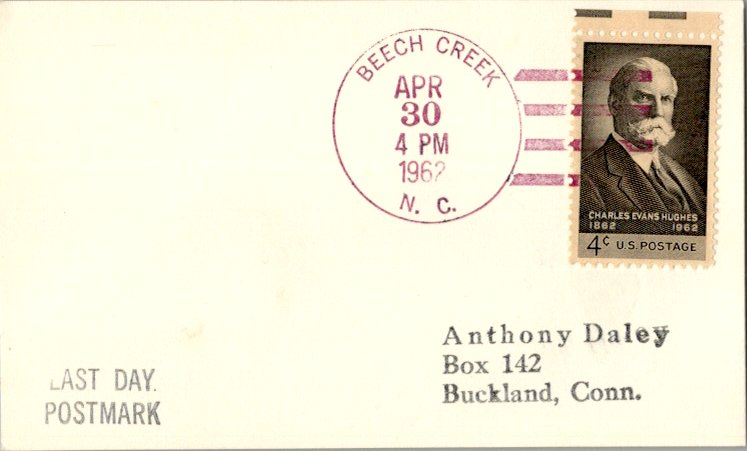 BEECH CREEK
APR
30
4 PM
1962
N. C.
CHARLES EVANS HUGHES
1862 1962
4c U.S. POSTAGE
Anthony Daley
Box 142
Buckland, Conn.
LAST DAY.
POSTMARK